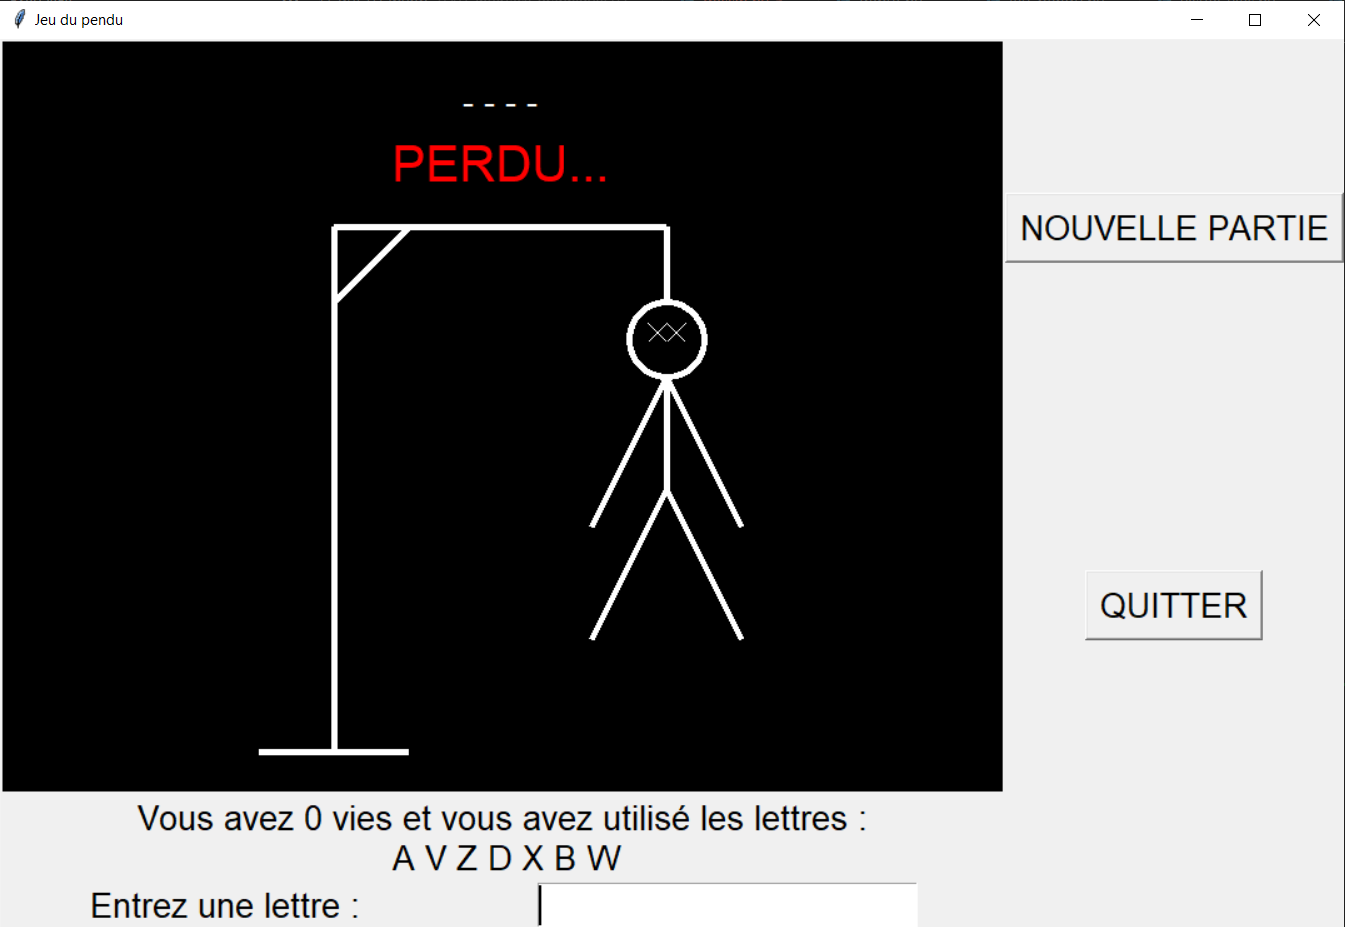 Jeu du pendu
- - - -
PERDU...
NOUVELLE PARTIE
QUITTER
Vous avez 0 vies et vous avez utilisé les lettres :
A V Z D X B W
Entrez une lettre :